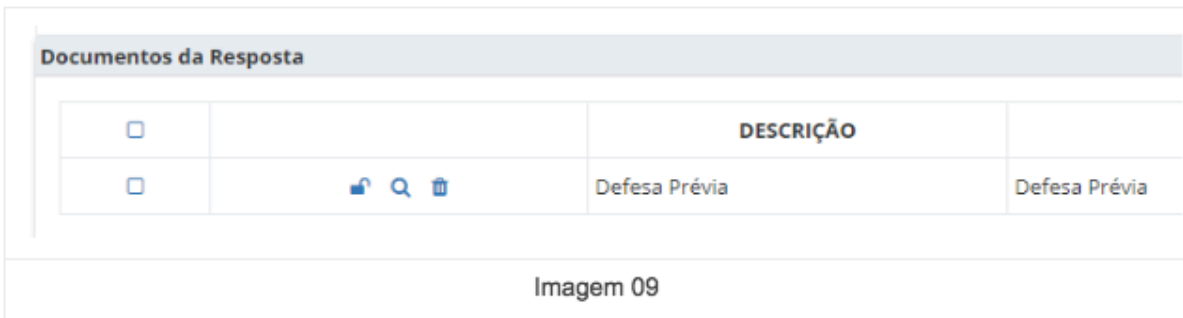 Documentos da Resposta
DESCRIÇÃO
Defesa Prévia Defesa Prévia
Imagem 09